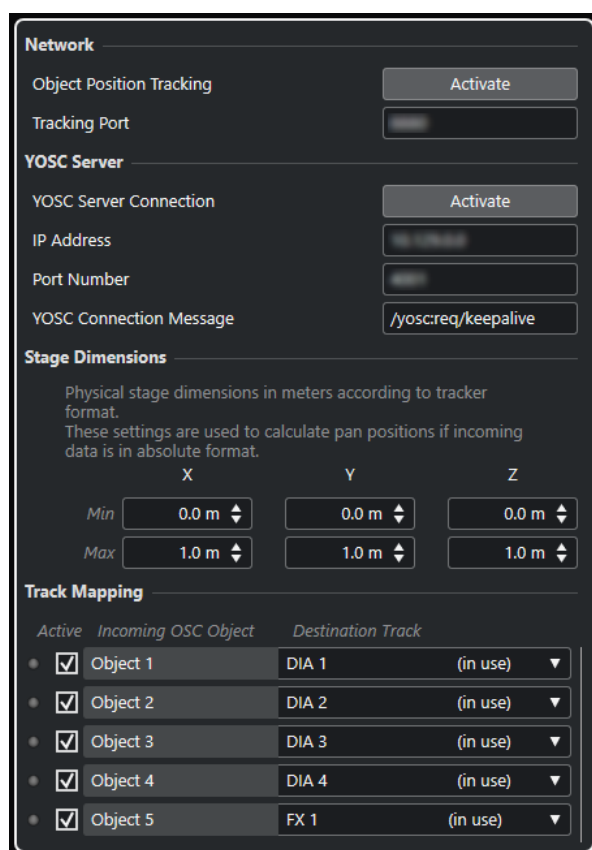 Network
Object Position Tracking Activate
Tracking Port
YOSC Server
YOSC Server Connection Activate
IP Address
Port Number
YOSC Connection Message /yosc:req/keepalive
Stage Dimensions
Physical stage dimensions in meters according to tracker
format.
These settings are used to calculate pan positions if incoming
data is in absolute format.
X Y Z
Min 0.0 m 0.0 m 0.0 m
Max 1.0 m 1.0 m 1.0 m
Track Mapping
Active Incoming OSC Object Destination Track
Object 1 DIA 1 (in use)
Object 2 DIA 2 (in use)
Object 3 DIA 3 (in use)
Object 4 DIA 4 (in use)
Object 5 FX 1 (in use)